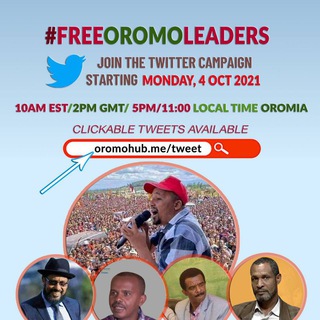 #FREEOROMOLEADERS
JOIN THE TWITTER CAMPAIGN
STARTING MONDAY, 4 OCT 2021
10AM EST/2PM GMT/ 5PM/11:00 LOCAL TIME OROMIA
CLICKABLE TWEETS AVAILABLE
oromohub.me/tweet